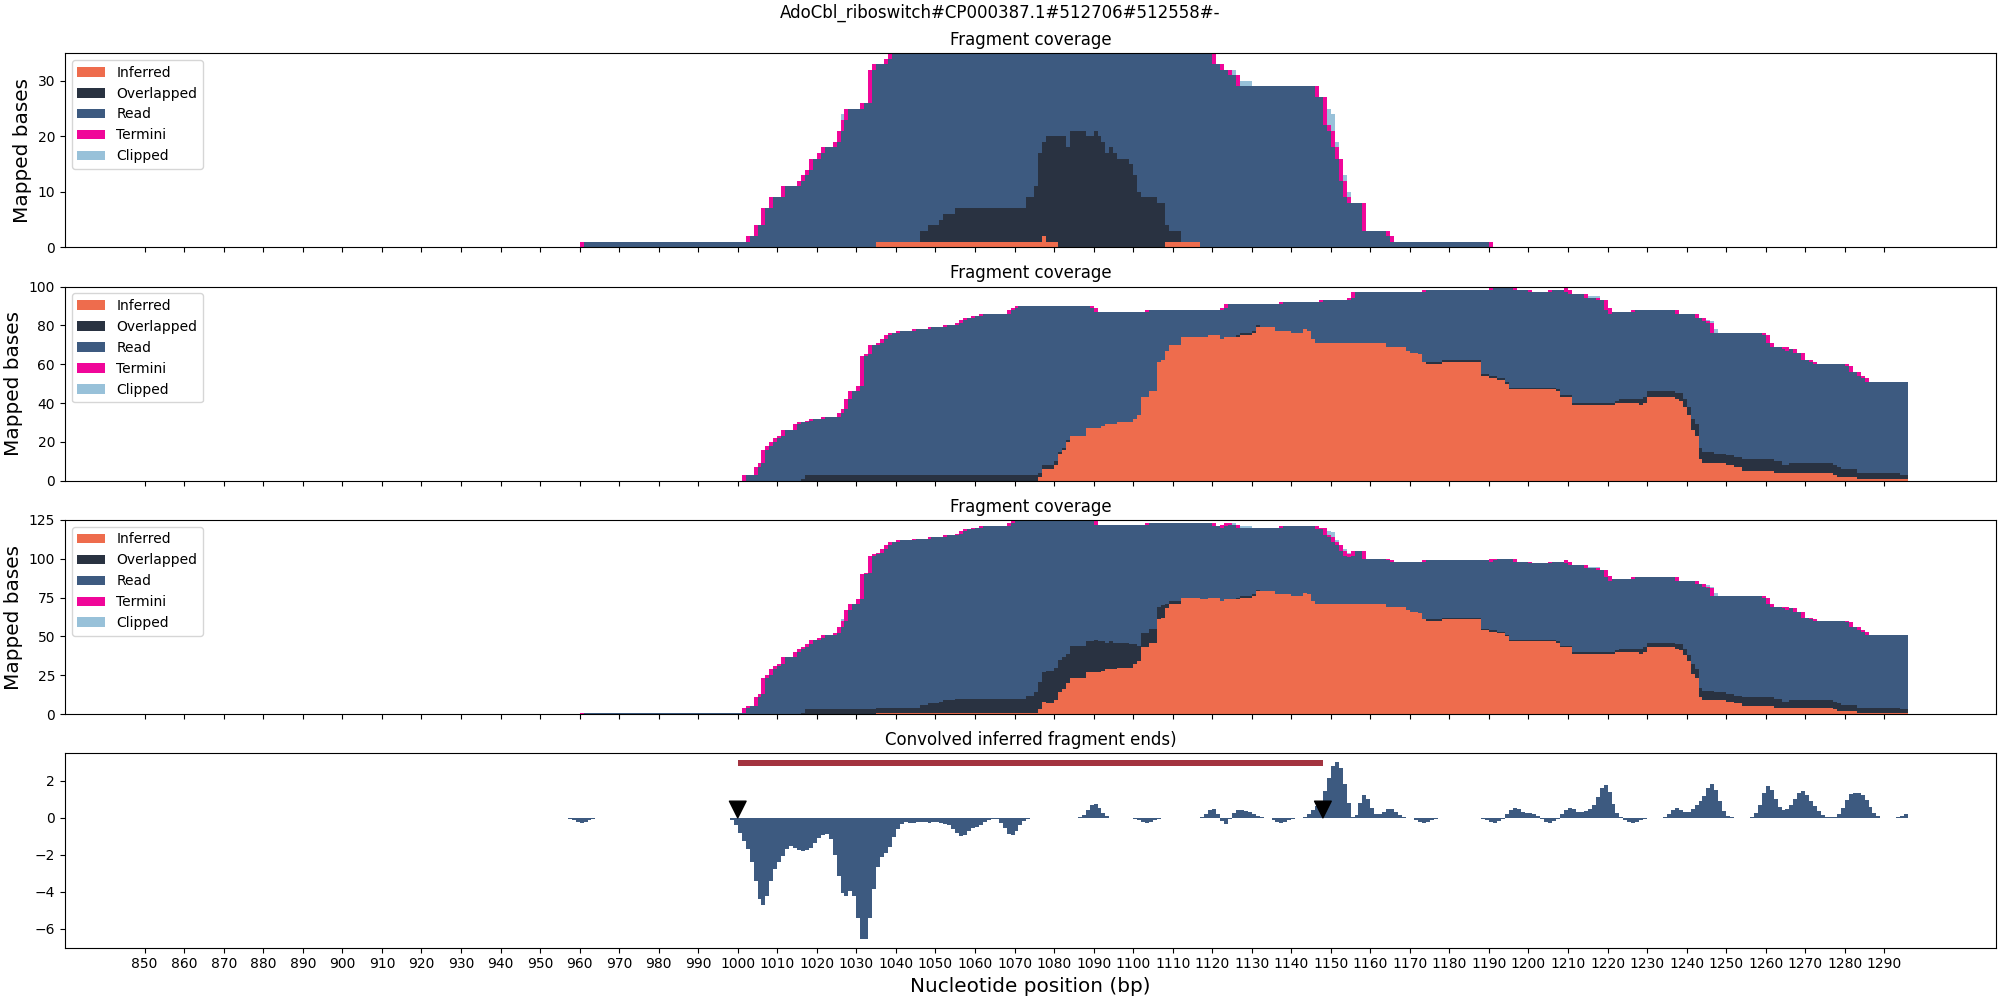 AdoCbl_riboswitch#CP000387.1#512706#512558#-
Fragment coverage
Mapped bases
30
20
10
0
Inferred
Overlapped
Read
Termini
Clipped
Fragment coverage
Mapped bases
100
80
60
40
20
0
Inferred
Overlapped
Read
Termini
Clipped
Fragment coverage
Mapped bases
125
100
75
50
25
0
Inferred
Overlapped
Read
Termini
Clipped
Convolved inferred fragment ends)
2
0
−2
−4
−6
850 860 870 880 890 900 910 920 930 940 950 960 970 980 990 1000 1010 1020 1030 1040 1050 1060 1070 1080 1090 1100 1110 1120 1130 1140 1150 1160 1170 1180 1190 1200 1210 1220 1230 1240 1250 1260 1270 1280 1290
Nucleotide position (bp)